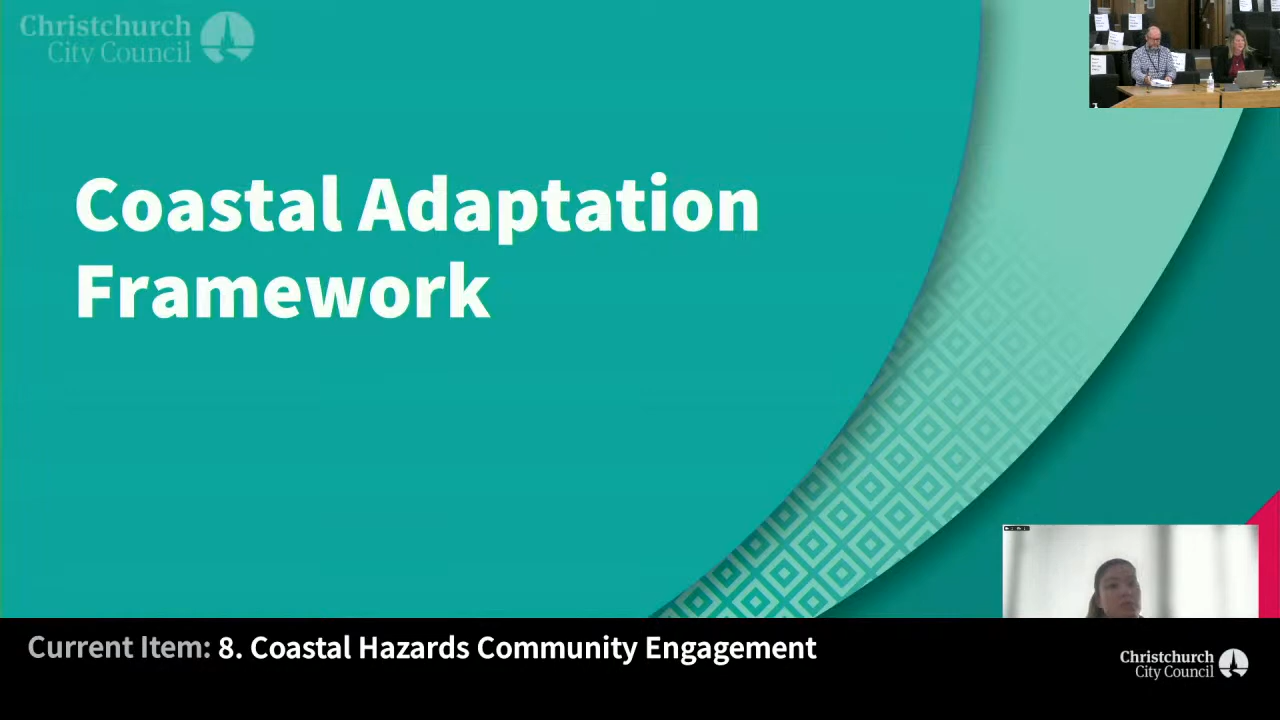 Christchurch
City Council
Coastal Adaptation
Framework
Current Item: 8. Coastal Hazards Community Engagement
Christchurch
City Council